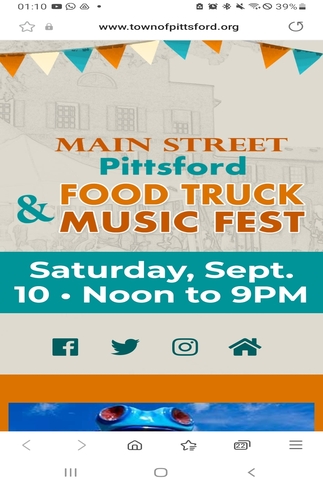 01:10
39%
www.townofpittsford.org
MAIN STREET
Pittsford
FOOD TRUCK
& MUSIC FEST
Saturday, Sept.
10 • Noon to 9PM
22